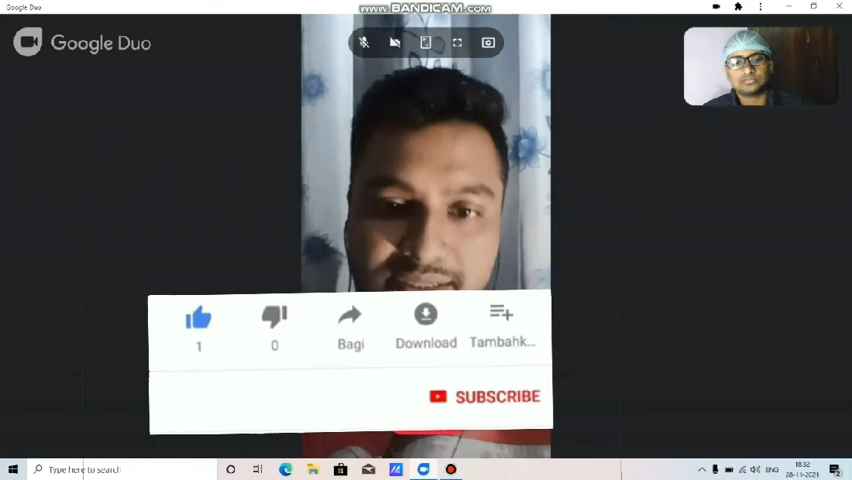 Google Duo
www.BANDICAM.com
Google Duo
1
0
Bagi
Download
Tambahk...
SUBSCRIBE
Type here to search
ENG
18:32
28-11-2021